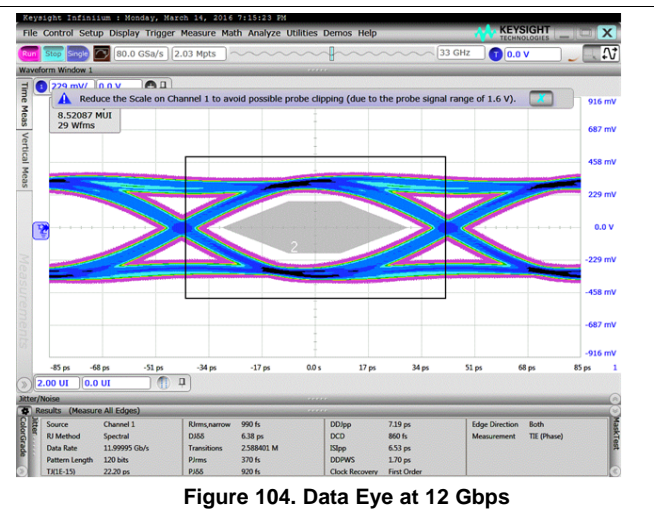 Keysight Infiniium : Monday, March 14, 2016 7:15:23 PM
File Control Setup Display Trigger Measure Math Analyze Utilities Demos Help
KEYSIGHT
TECHNOLOGIES
Run Stop Single 80.0 GSa/s 2.03 Mpts 33 GHz T 0.0 V
Waveform Window 1
1 229 mV/ 0.0 V
Reduce the Scale on Channel 1 to avoid possible probe clipping (due to the probe signal range of 1.6 V). X
8.52087 MUI
29 Wfms
Time Meas
Vertical Meas
Measurements
916 mV
687 mV
458 mV
229 mV
0.0 V
-229 mV
-458 mV
-687 mV
-916 mV
2
-85 ps -68 ps -51 ps -34 ps -17 ps 0.0 s 17 ps 34 ps 51 ps 68 ps 85 ps 1
2.00 UI 0.0 UI
Jitter/Noise
Results (Measure All Edges)
ColorGrade
Jitter
MaskTest
Source Channel 1 RJrms,narrow 990 fs DDJpp 7.19 ps Edge Direction Both
RJ Method Spectral DJδδ 6.38 ps DCD 860 fs Measurement TIE (Phase)
Data Rate 11.99995 Gb/s Transitions 2.588401 M ISIpp 6.53 ps
Pattern Length 120 bits PJrms 370 fs DDPWS 1.70 ps
TJ(1E-15) 22.20 ps PJδδ 920 fs Clock Recovery First Order
Figure 104. Data Eye at 12 Gbps